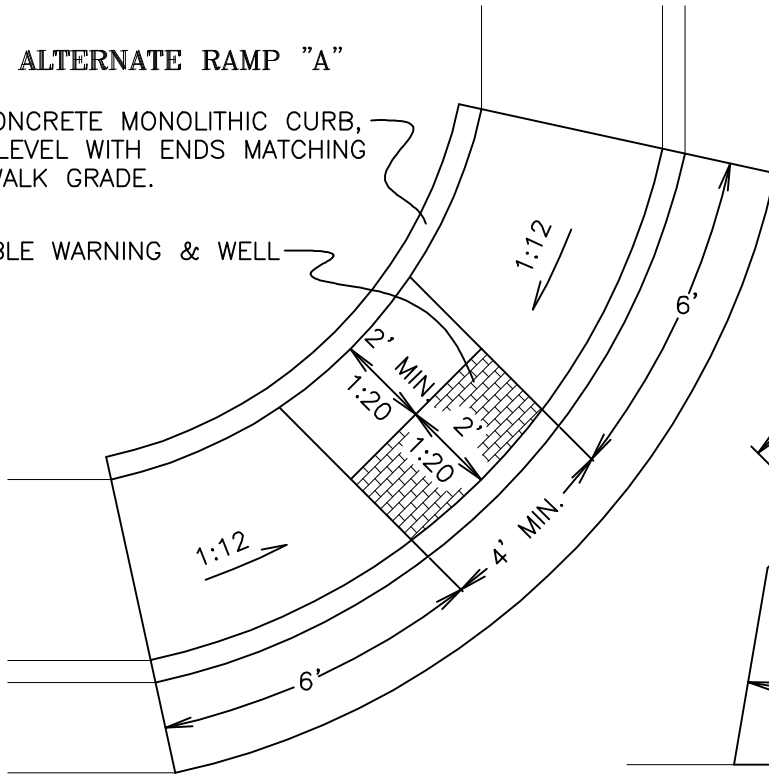 ALTERNATE RAMP "A"
ONCRETE MONOLITHIC CURB,
LEVEL WITH ENDS MATCHING
WALK GRADE.
BLE WARNING & WELL
1:12
6'
2' MIN.
1:20
2'
1:20
4' MIN.
1:12
6'